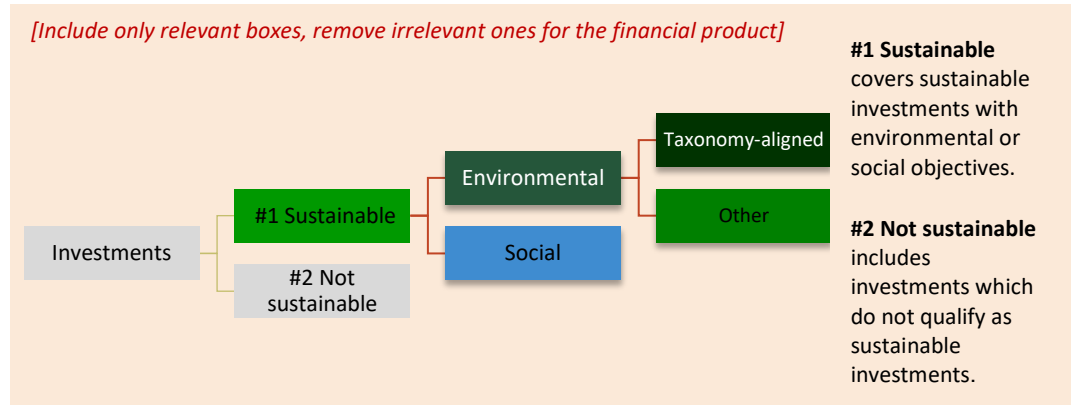 [Include only relevant boxes, remove irrelevant ones for the financial product]
Investments
#1 Sustainable
#2 Not
sustainable
Environmental
Social
Taxonomy-aligned
Other
#1 Sustainable
covers sustainable
investments with
environmental or
social objectives.
#2 Not sustainable
includes
investments which
do not qualify as
sustainable
investments.